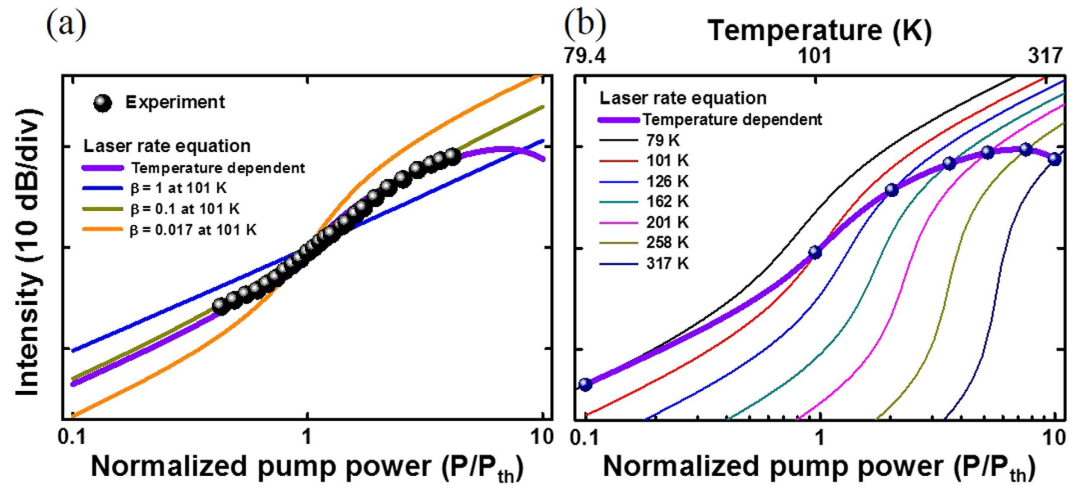 (a)
Intensity (10 dB/div)
Experiment
Laser rate equation
Temperature dependent
β = 1 at 101 K
β = 0.1 at 101 K
β = 0.017 at 101 K
0.1 1 10
Normalized pump power (P/Pth)
(b)
Temperature (K)
79.4 101 317
Laser rate equation
Temperature dependent
79 K
101 K
126 K
162 K
201 K
258 K
317 K
0.1 1 10
Normalized pump power (P/Pth)